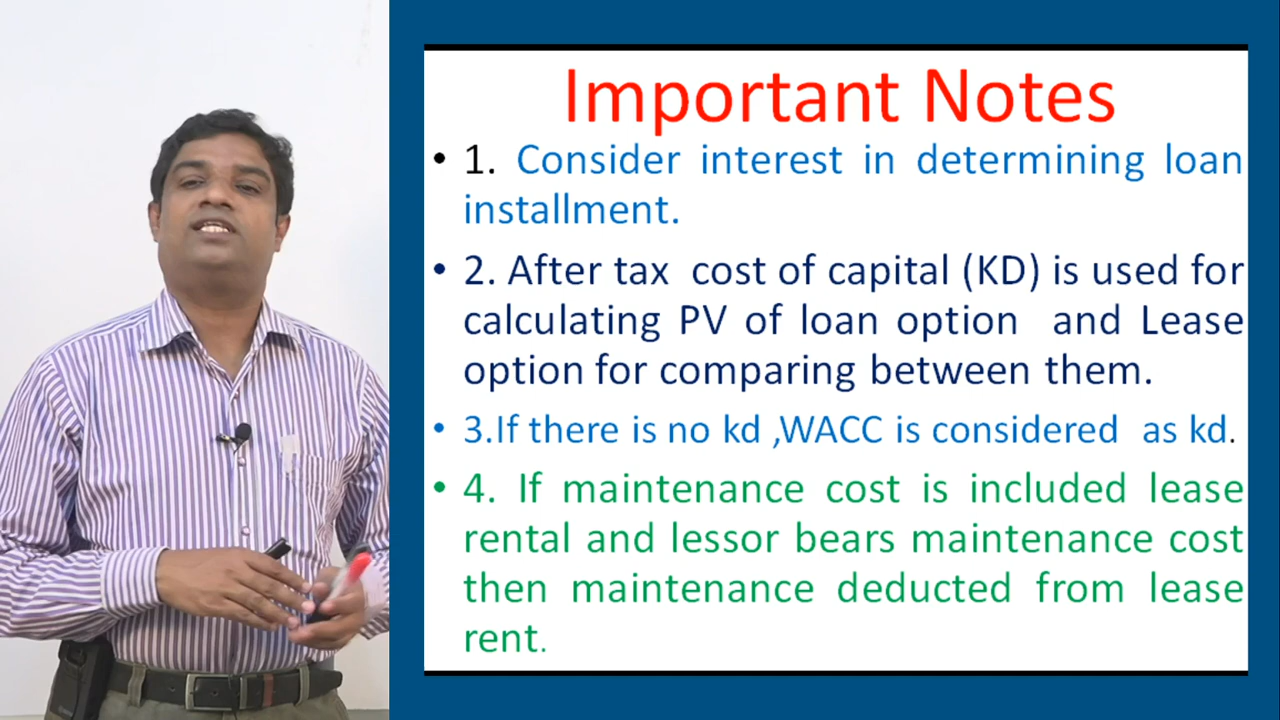 Important Notes
• 1. Consider interest in determining loan
installment.
• 2. After tax cost of capital (KD) is used for
calculating PV of loan option and Lease
option for comparing between them.
• 3.If there is no kd ,WACC is considered as kd.
• 4. If maintenance cost is included lease
rental and lessor bears maintenance cost
then maintenance deducted from lease
rent.